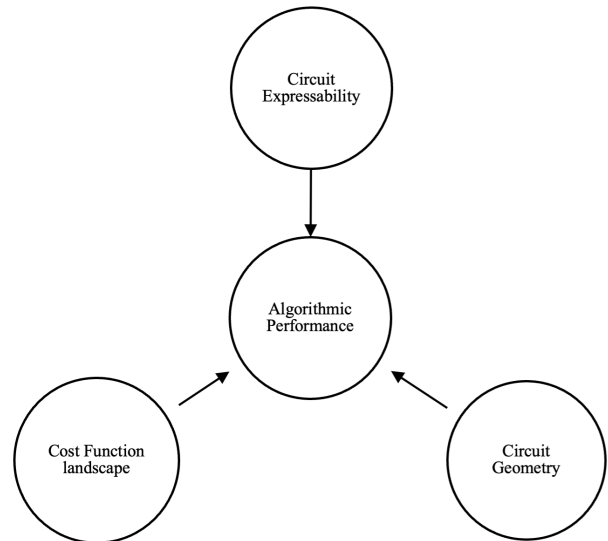 Circuit
Expressability
Algorithmic
Performance
Cost Function
landscape
Circuit
Geometry